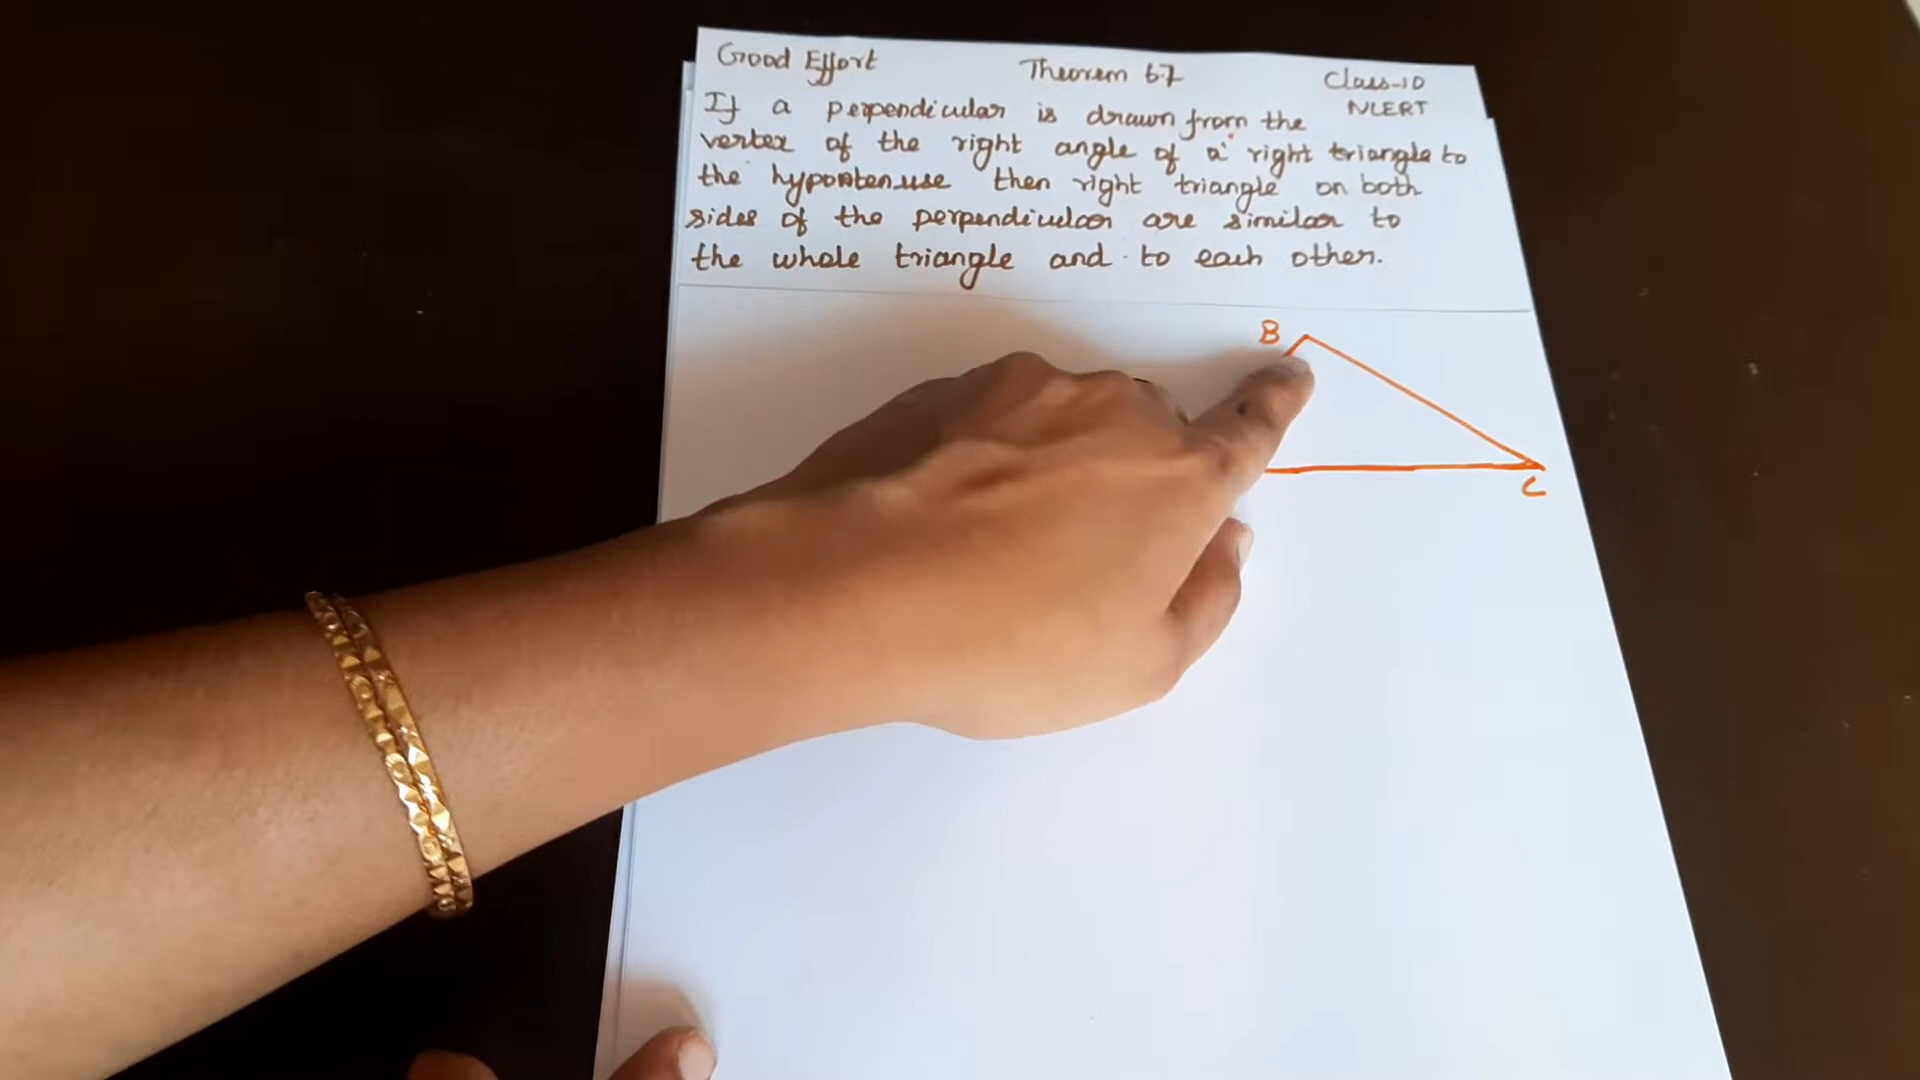 Good Effort Theorem 6.7 Class-10
NCERT
If a perpendicular is drawn from the
vertex of the right angle of a right triangle to
the hypontenuse then right triangle on both
sides of the perpendicular are similar to
the whole triangle and to each other.
B
C